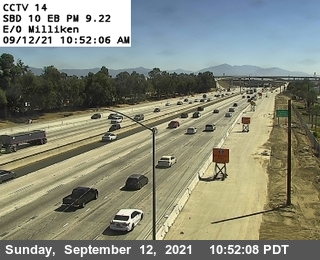 CCTV 14
SBD 10 EB PM 9.22
E/O Milliken
09/12/21 10:52:06 AM
Sunday, September 12, 2021 10:52:08 PDT